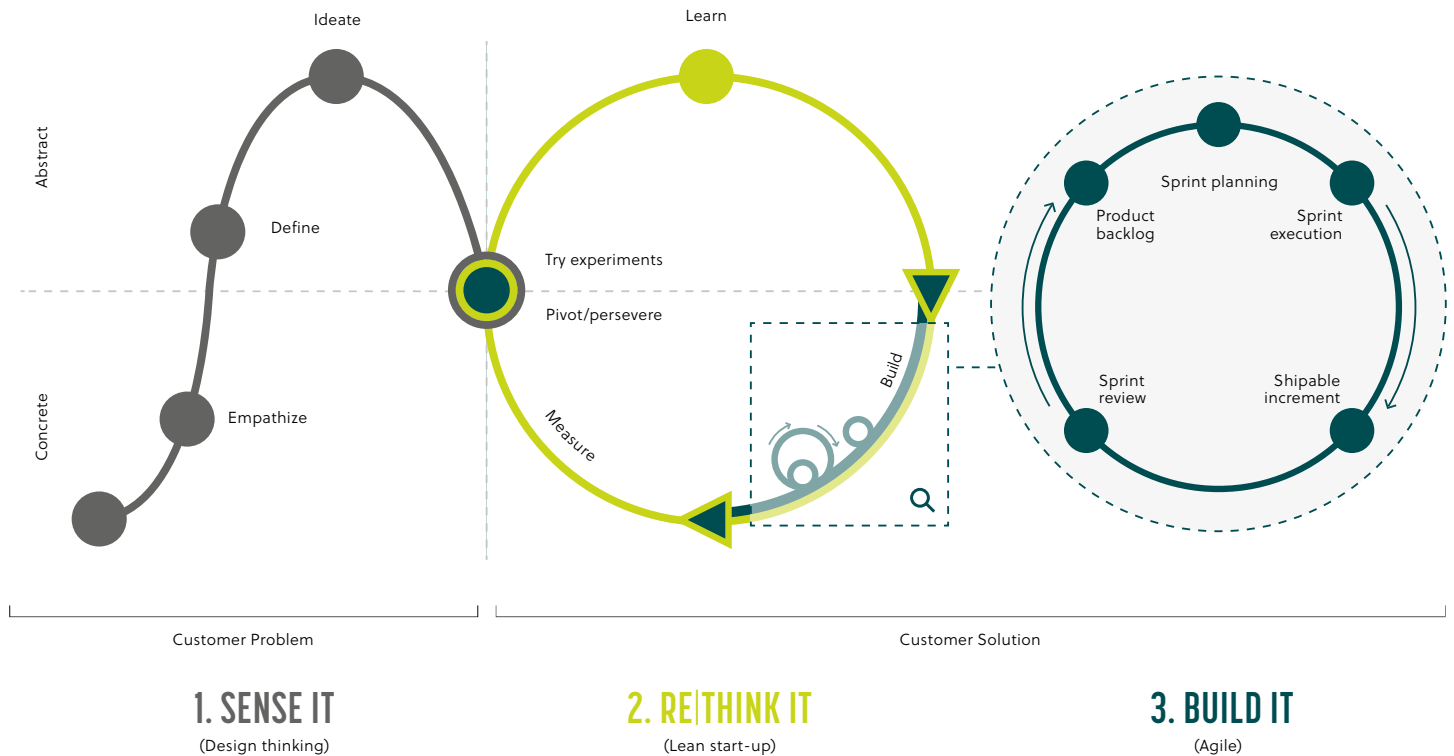 Ideate
Learn
Abstract
Define
Empathize
Concrete
Try experiments
Pivot/persevere
Measure
Build
Sprint planning
Product
backlog
Sprint
execution
Sprint
review
Shipable
increment
Customer Problem
Customer Solution
1. SENSE IT
(Design thinking)
2. RE|THINK IT
(Lean start-up)
3. BUILD IT
(Agile)